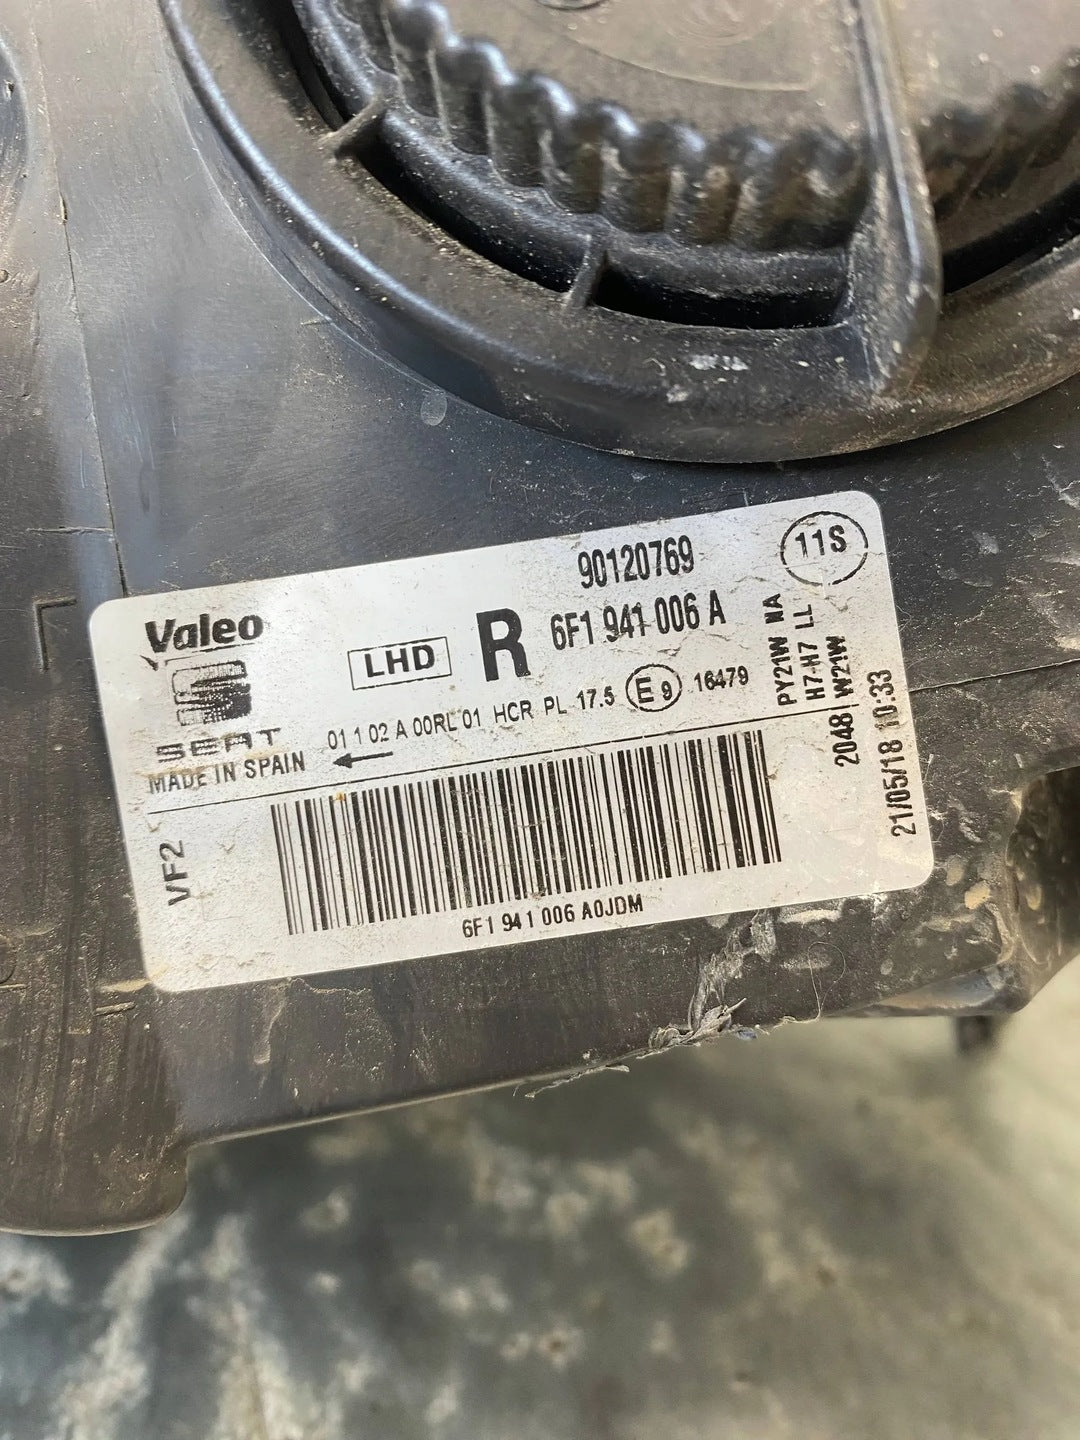 90120769
11S
Valeo
LHD
R
6F1 941 006 A
SEAT
MADE IN SPAIN
01 1 02 A 00RL 01 HCR PL 17.5 E9 16479
PY21W NA
H7-H7 LL
2048 W21W
21/05/18 10:33
VF2
6F1 941 006 A0JDM